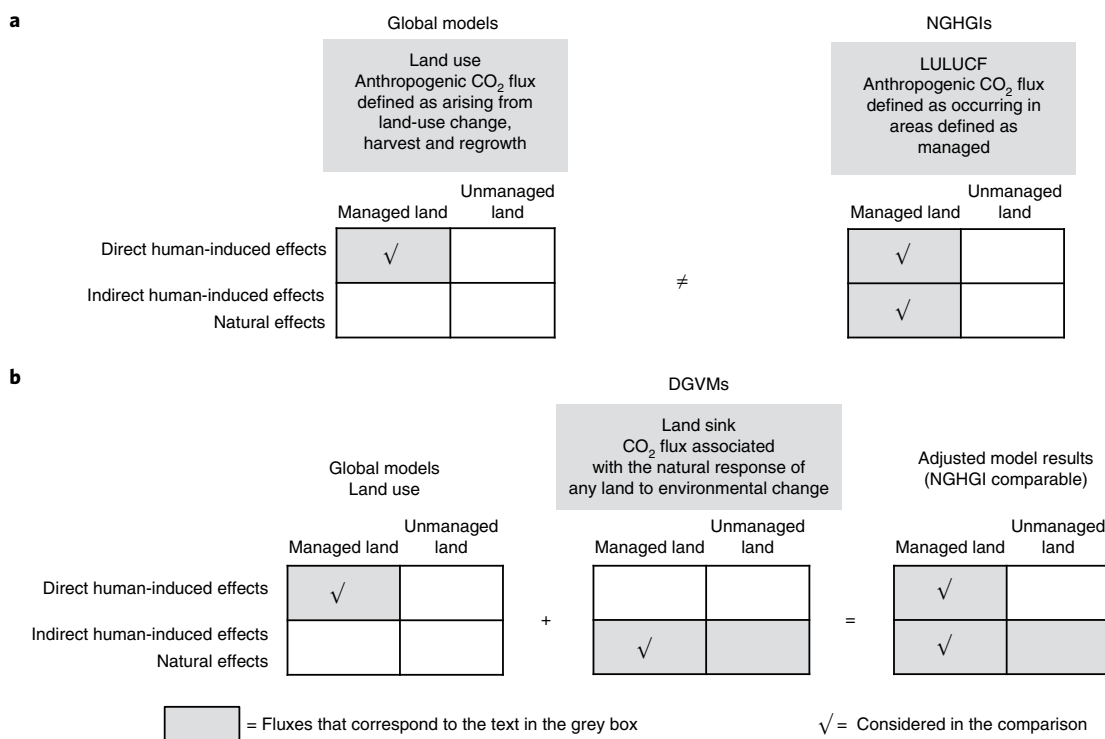 a
Global models
NGHGIs
Land use
Anthropogenic CO₂ flux
defined as arising from
land-use change,
harvest and regrowth
LULUCF
Anthropogenic CO₂ flux
defined as occurring in
areas defined as
managed
Managed land
Unmanaged
land
Managed land
Unmanaged
land
Direct human-induced effects
√
√
Indirect human-induced effects
Natural effects
√
≠
b
DGVMs
Land sink
CO₂ flux associated
with the natural response of
any land to environmental change
Global models
Land use
Adjusted model results
(NGHGI comparable)
Managed land
Unmanaged
land
Managed land
Unmanaged
land
Managed land
Unmanaged
land
Direct human-induced effects
√
√
Indirect human-induced effects
Natural effects
+
√
=
√
= Fluxes that correspond to the text in the grey box
√ = Considered in the comparison